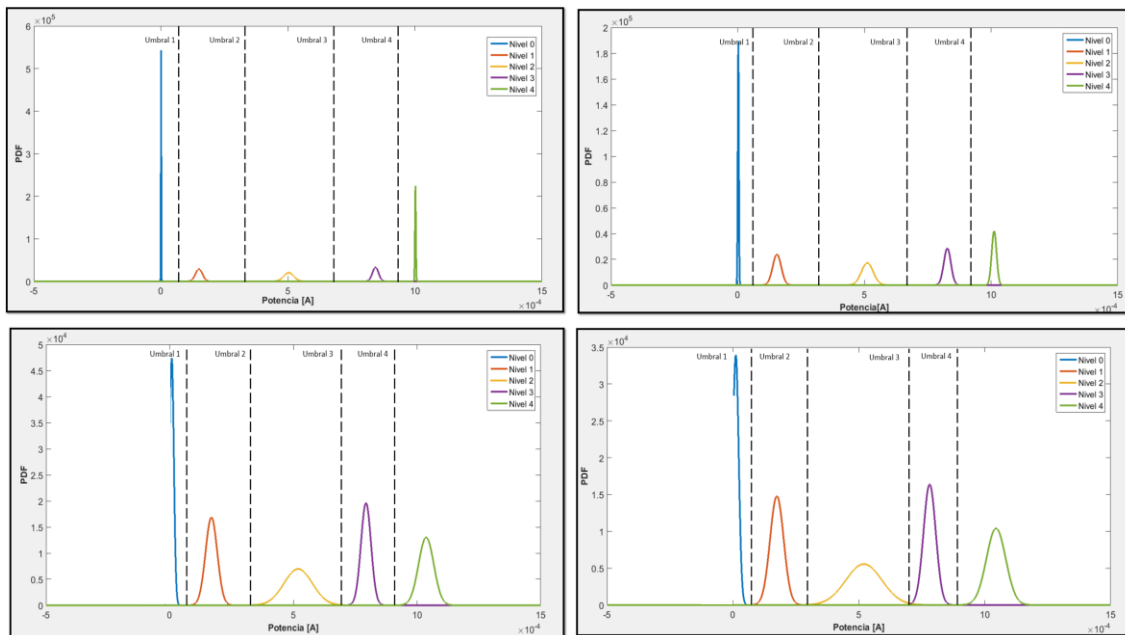 ×10^5
6
5
4
3
2
1
0
PDF
Umbral 1
Umbral 2
Umbral 3
Umbral 4
Nivel 0
Nivel 1
Nivel 2
Nivel 3
Nivel 4
-5
0
5
10
15
Potencia [A]
×10^-4
×10^5
2
1.8
1.6
1.4
1.2
1
0.8
0.6
0.4
0.2
0
PDF
Umbral 1
Umbral 2
Umbral 3
Umbral 4
Nivel 0
Nivel 1
Nivel 2
Nivel 3
Nivel 4
-5
0
5
10
15
Potencia[A]
×10^-4
×10^4
5
4.5
4
3.5
3
2.5
2
1.5
1
0.5
0
PDF
Umbral 1
Umbral 2
Umbral 3
Umbral 4
Nivel 0
Nivel 1
Nivel 2
Nivel 3
Nivel 4
-5
0
5
10
15
Potencia [A]
×10^-4
×10^4
3.5
3
2.5
2
1.5
1
0.5
0
PDF
Umbral 1
Umbral 2
Umbral 3
Umbral 4
Nivel 0
Nivel 1
Nivel 2
Nivel 3
Nivel 4
-5
0
5
10
15
Potencia [A]
×10^-4